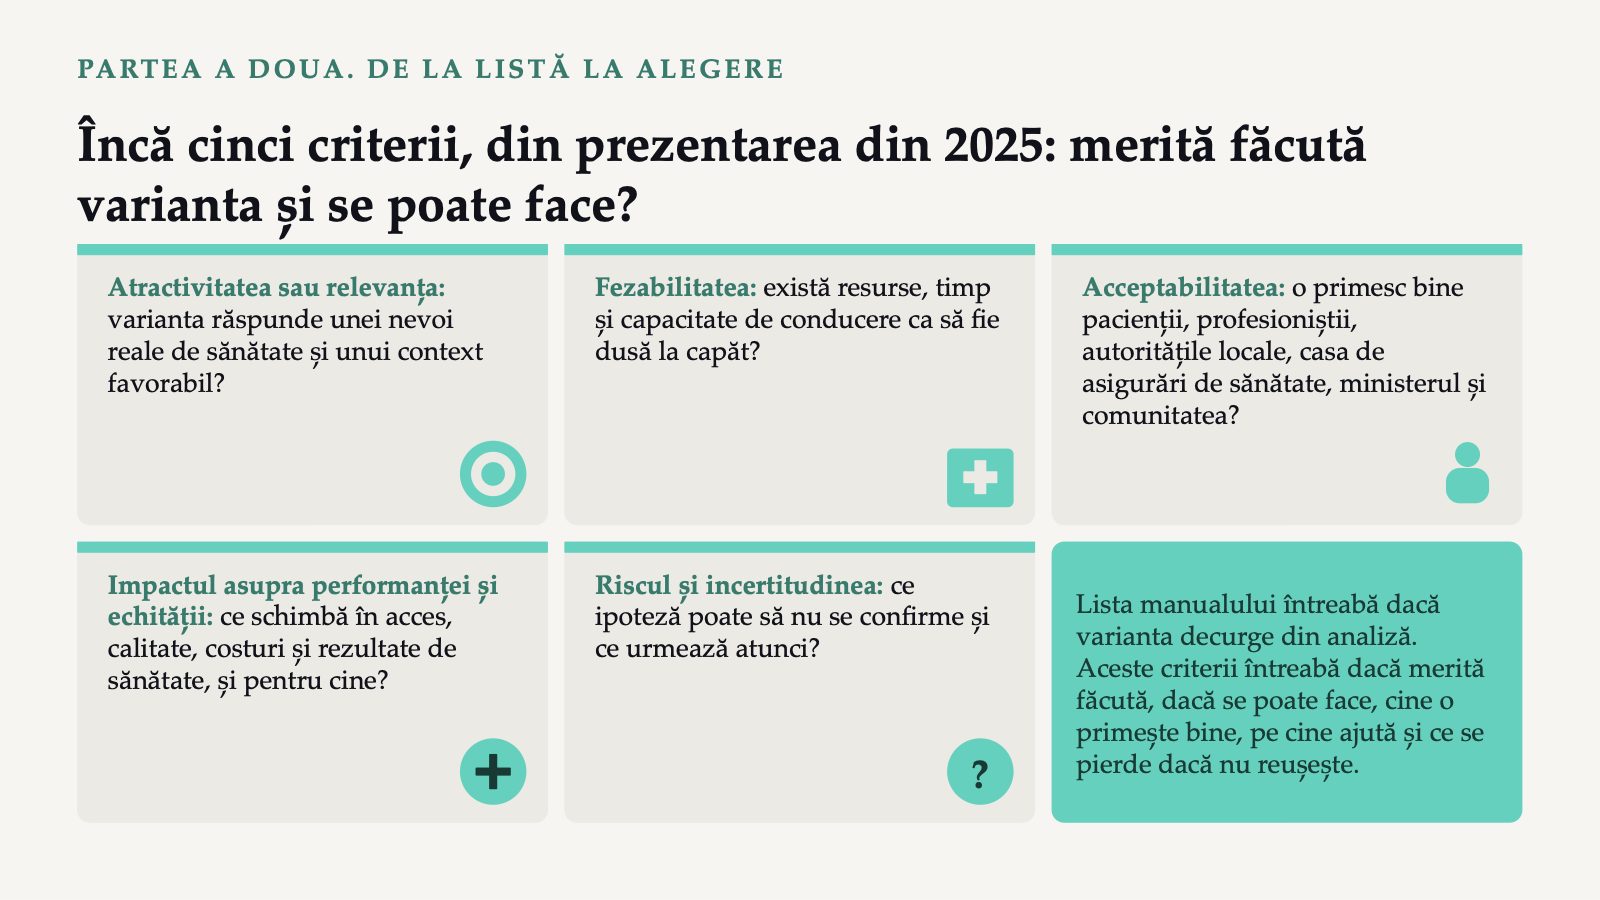 PARTEA A DOUA. DE LA LISTĂ LA ALEGERE
Încă cinci criterii, din prezentarea din 2025: merită făcută
varianta și se poate face?
Atractivitatea sau relevanța:
varianta răspunde unei nevoi
reale de sănătate și unui context
favorabil?
Fezabilitatea: există resurse, timp
și capacitate de conducere ca să fie
dusă la capăt?
Acceptabilitatea: o primesc bine
pacienții, profesioniștii,
autoritățile locale, casa de
asigurări de sănătate, ministerul și
comunitatea?
Impactul asupra performanței și
echității: ce schimbă în acces,
calitate, costuri și rezultate de
sănătate, și pentru cine?
Riscul și incertitudinea: ce
ipoteză poate să nu se confirme și
ce urmează atunci?
?
Lista manualului întreabă dacă
varianta decurge din analiză.
Aceste criterii întreabă dacă merită
făcută, dacă se poate face, cine o
primește bine, pe cine ajută și ce se
pierde dacă nu reușește.